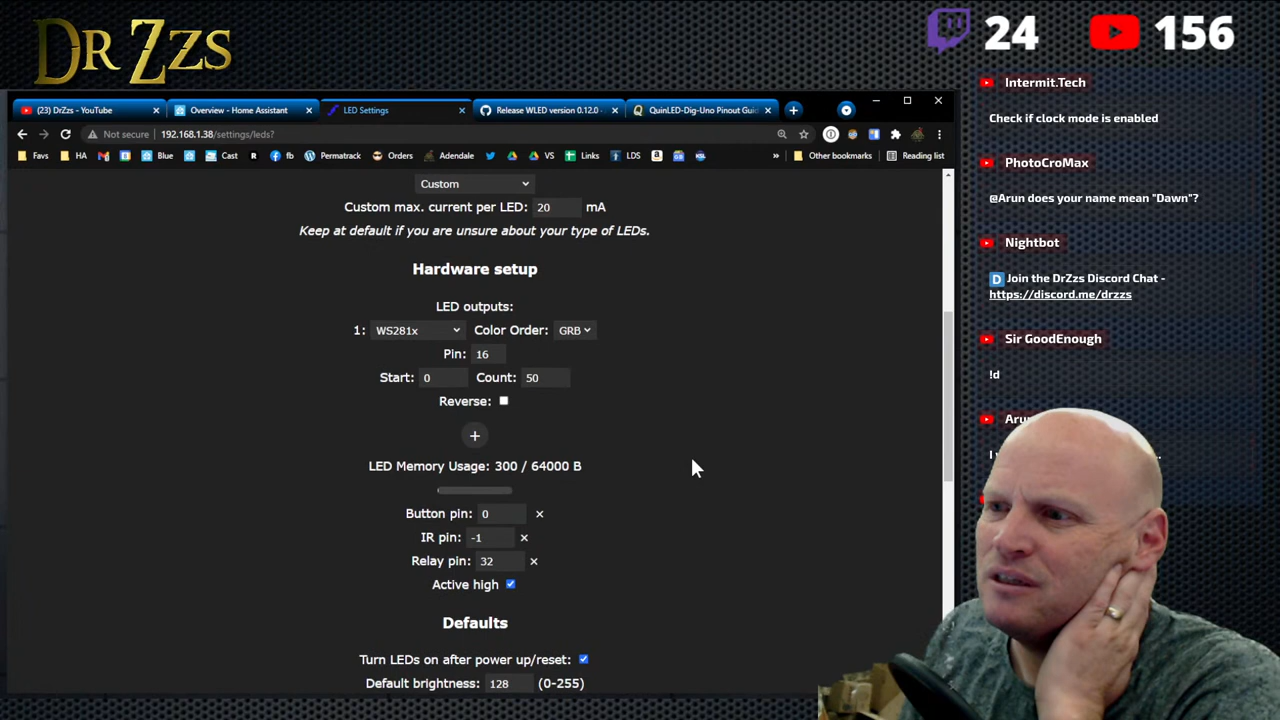 DR ZZS
24
156
(23) DrZzs - YouTube
Overview - Home Assistant
LED Settings
Release WLED version 0.12.0 -
QuinLED-Dig-Uno Pinout Guid
Not secure
192.168.1.38/settings/leds?
Favs
HA
Blue
Cast
fb
Permatrack
Orders
Adendale
VS
Links
LDS
Other bookmarks
Reading list
Custom
Custom max. current per LED: 20 mA
Keep at default if you are unsure about your type of LEDs.
Hardware setup
LED outputs:
1: WS281x Color Order: GRB
Pin: 16
Start: 0 Count: 50
Reverse:
+
LED Memory Usage: 300 / 64000 B
Button pin: 0 ×
IR pin: -1 ×
Relay pin: 32 ×
Active high
Defaults
Turn LEDs on after power up/reset:
Default brightness: 128 (0-255)
Intermit.Tech
Check if clock mode is enabled
PhotoCroMax
@Arun does your name mean "Dawn"?
Nightbot
Join the DrZzs Discord Chat -
https://discord.me/drzzs
Sir GoodEnough
!d